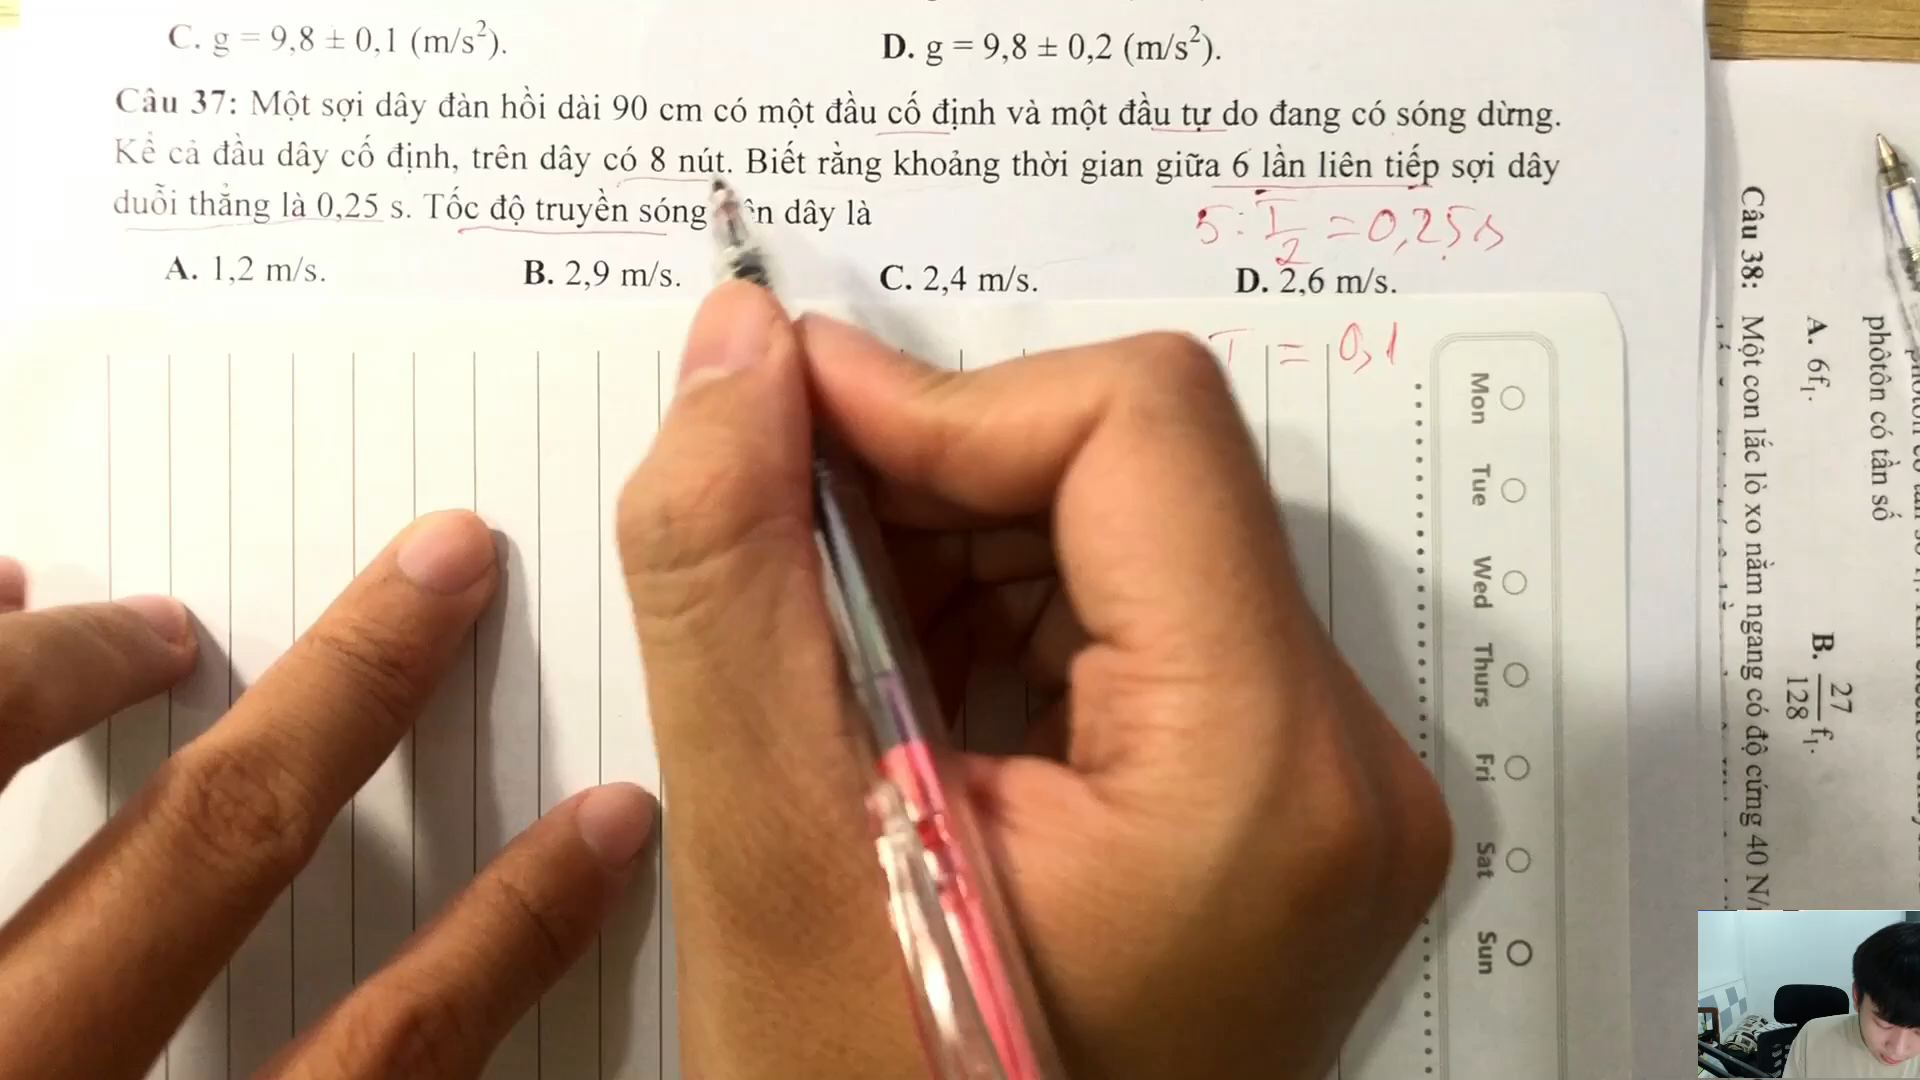 C. g = 9,8 ± 0,1 (m/s²).
D. g = 9,8 ± 0,2 (m/s²).
Câu 37: Một sợi dây đàn hồi dài 90 cm có một đầu cố định và một đầu tự do đang có sóng dừng.
Kể cả đầu dây cố định, trên dây có 8 nút. Biết rằng khoảng thời gian giữa 6 lần liên tiếp sợi dây
duỗi thẳng là 0,25 s. Tốc độ truyền sóng dây là
5. T/2 = 0,25s
A. 1,2 m/s.
B. 2,9 m/s.
C. 2,4 m/s.
D. 2,6 m/s.
T = 0,1
Mon
Tue
Wed
Thurs
Fri
Sat
Sun
phôtôn có tần số
A. 6f₁.
B. 27/128 f₁.
Câu 38: Một con lắc lò xo nằm ngang có độ cứng 40 N/